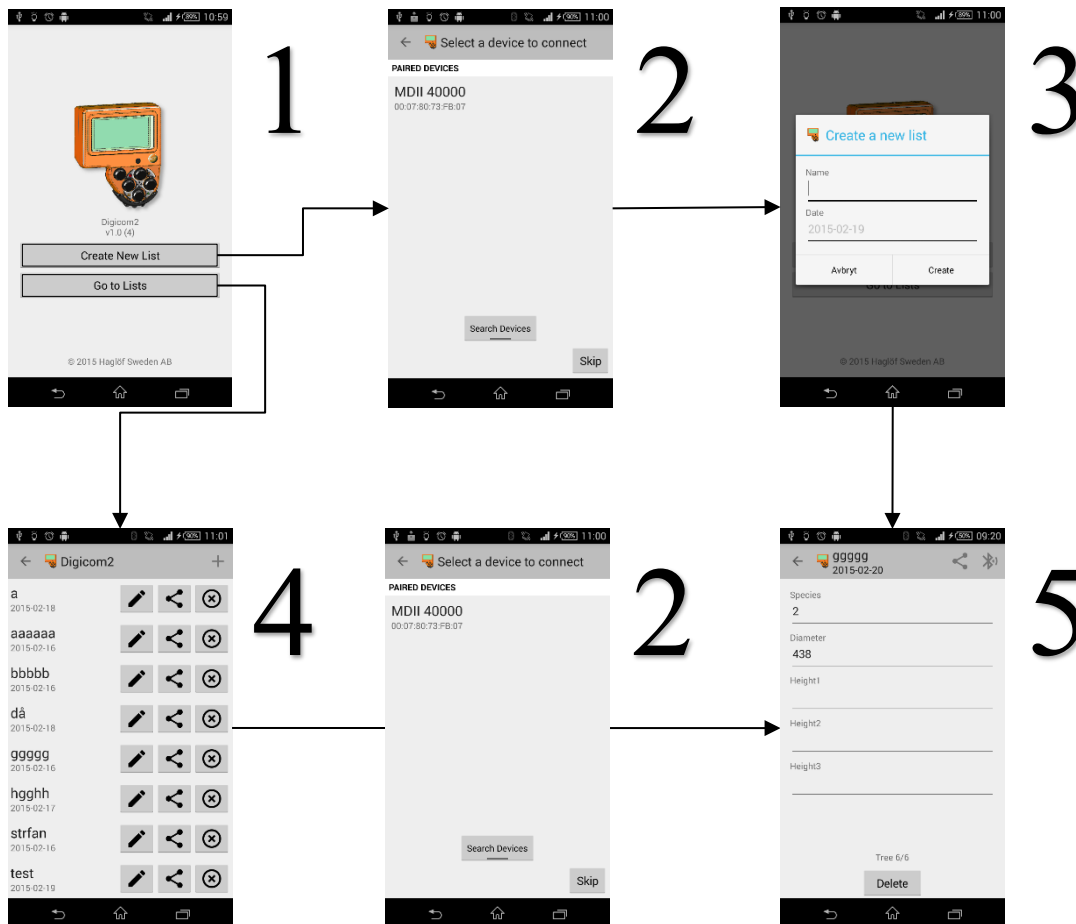 89% 10:59
1
Digicom2
v1.0 (4)
Create New List
Go to Lists
© 2015 Haglöf Sweden AB
90% 11:00
Select a device to connect
PAIRED DEVICES
MDII 40000
00:07:80:73:FB:07
2
Search Devices
Skip
89% 11:00
3
Create a new list
Name
Date
2015-02-19
Avbryt
Create
Go to Lists
© 2015 Haglöf Sweden AB
90% 11:01
Digicom2
4
a
2015-02-18
aaaaaa
2015-02-16
bbbbb
2015-02-16
då
2015-02-18
ggggg
2015-02-16
hgghh
2015-02-17
strfan
2015-02-16
test
2015-02-19
90% 11:00
Select a device to connect
PAIRED DEVICES
MDII 40000
00:07:80:73:FB:07
2
Search Devices
Skip
50% 09:20
ggggg
2015-02-20
5
Species
2
Diameter
438
Height1
Height2
Height3
Tree 6/6
Delete